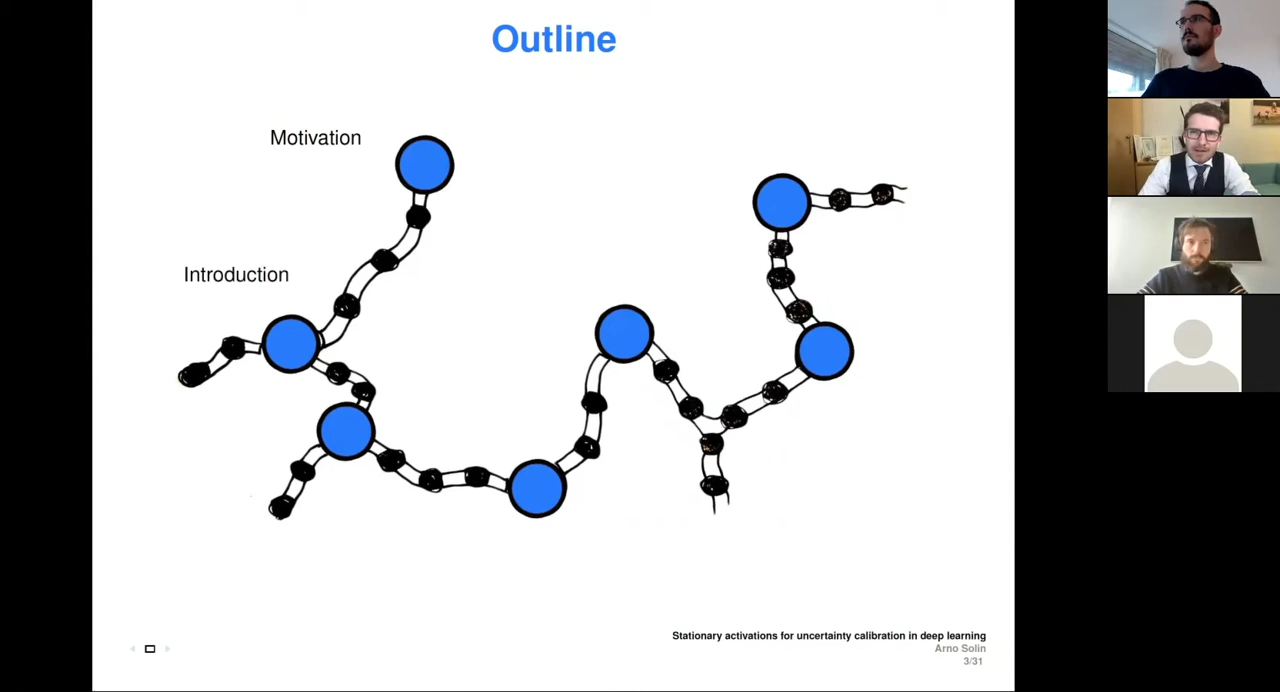 Outline
Motivation
Introduction
Stationary activations for uncertainty calibration in deep learning
Arno Solin
3/31